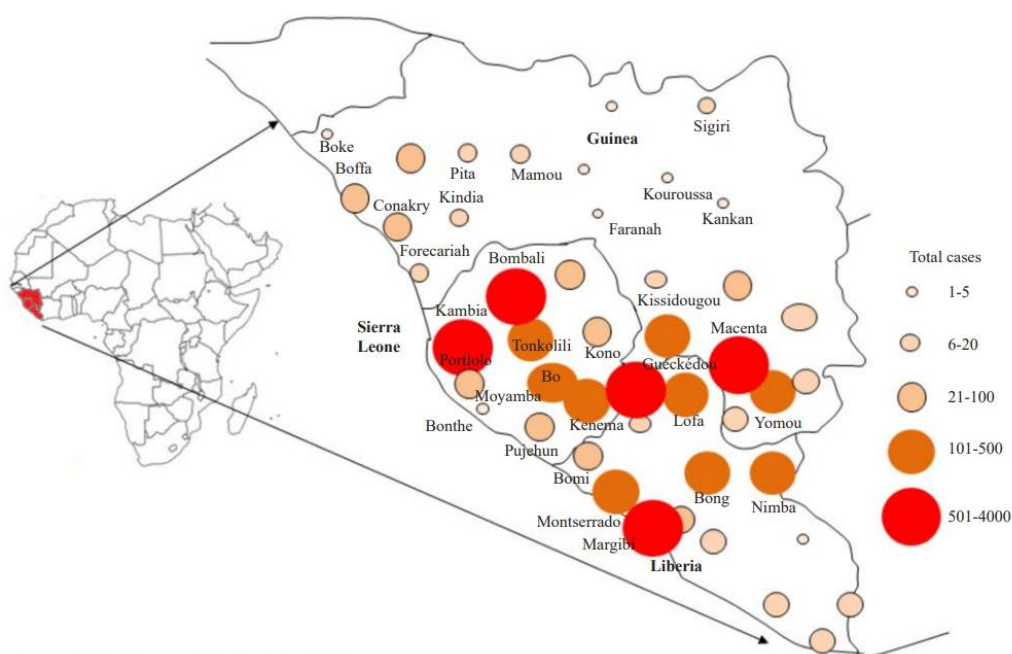 Sigiri
Guinea
Boke
Boffa
Pita
Mamou
Kouroussa
Kindia
Conakry
Kankan
Faranah
Forecariah
Bombali
Total cases
1-5
Kissidougou
Kambia
Sierra
Leone
Macenta
Tonkolili
Kono
6-20
Portlolo
Gueckédou
Bo
Moyamba
21-100
Bonthe
Kenema
Lofa
Yomou
Pujehun
101-500
Bomi
Bong
Nimba
501-4000
Montserrado
Margibi
Liberia